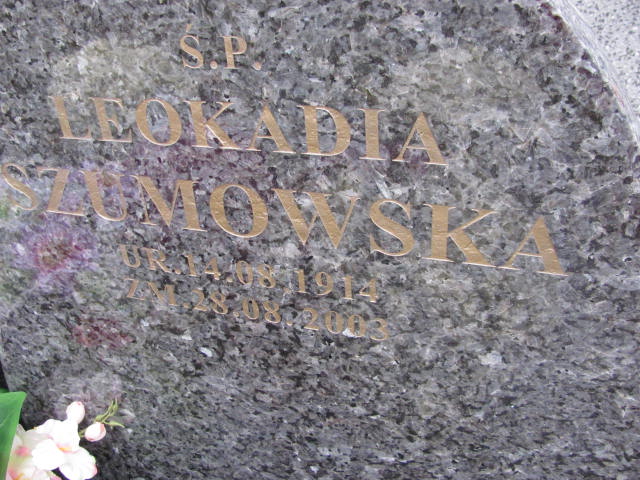 Ś.P.
LEOKADIA
SZUMOWSKA
UR.14.08.1914
ZM.28.08.2003